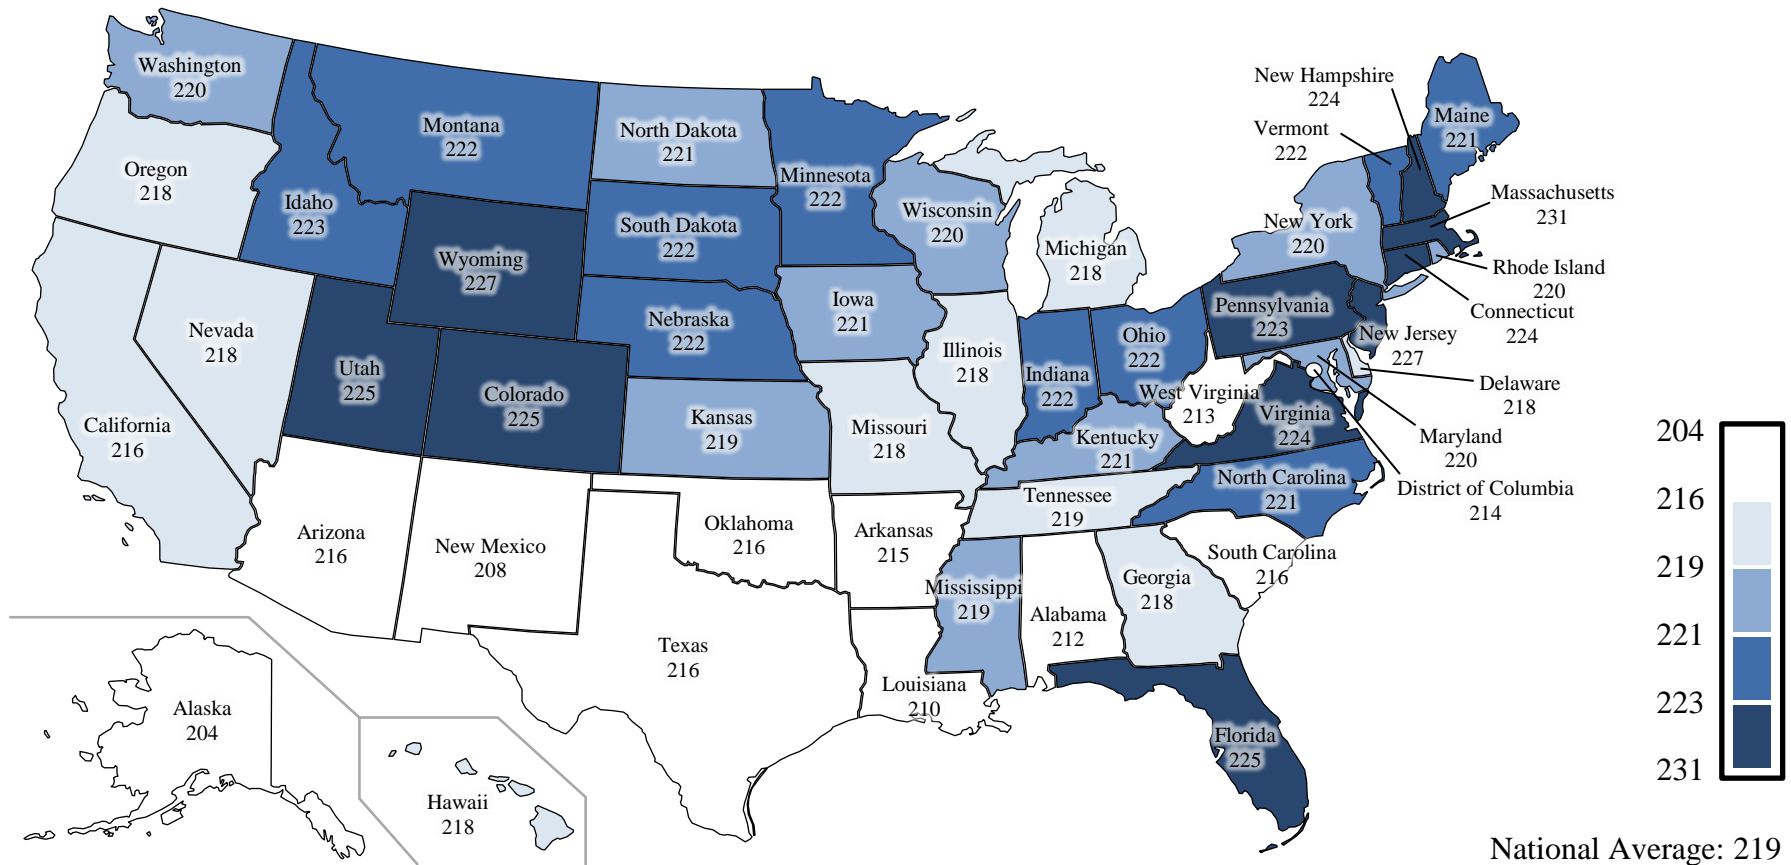 Washington
220
Oregon
218
California
216
Nevada
218
Idaho
223
Montana
222
Wyoming
227
Utah
225
Colorado
225
Arizona
216
New Mexico
208
North Dakota
221
South Dakota
222
Nebraska
222
Kansas
219
Oklahoma
216
Texas
216
Minnesota
222
Iowa
221
Missouri
218
Arkansas
215
Louisiana
210
Wisconsin
220
Illinois
218
Michigan
218
Indiana
222
Ohio
222
Kentucky
221
Tennessee
219
Mississippi
219
Alabama
212
Georgia
218
Florida
225
South Carolina
216
North Carolina
221
Virginia
224
West Virginia
213
Pennsylvania
223
New York
220
Vermont
222
New Hampshire
224
Maine
221
Massachusetts
231
Rhode Island
220
Connecticut
224
New Jersey
227
Delaware
218
Maryland
220
District of Columbia
214
Alaska
204
Hawaii
218
204
216
219
221
223
231
National Average: 219